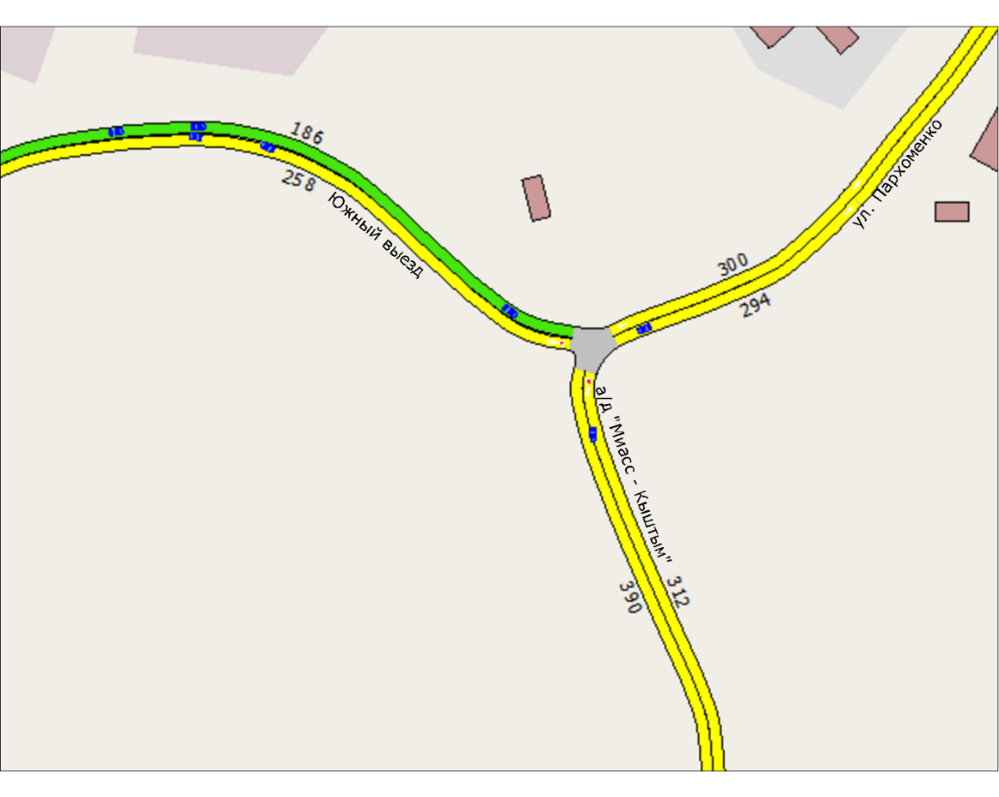 186
258
Южный выезд
ул. Пархоменко
300
294
а/д "Миасс - Кыштым"
312
390